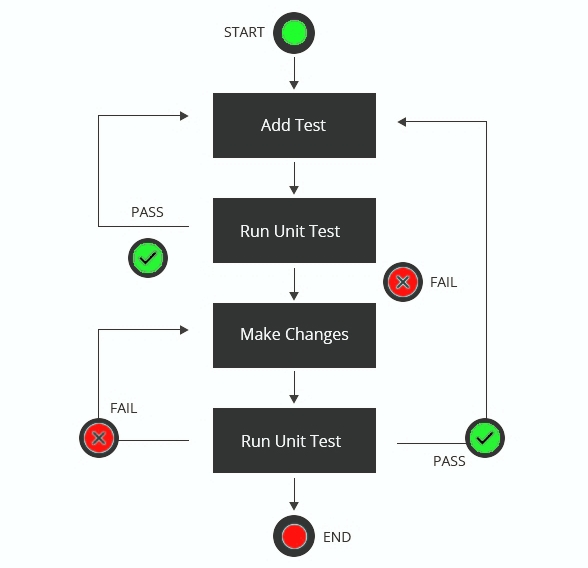 START
Add Test
PASS
Run Unit Test
FAIL
Make Changes
FAIL
Run Unit Test
PASS
END